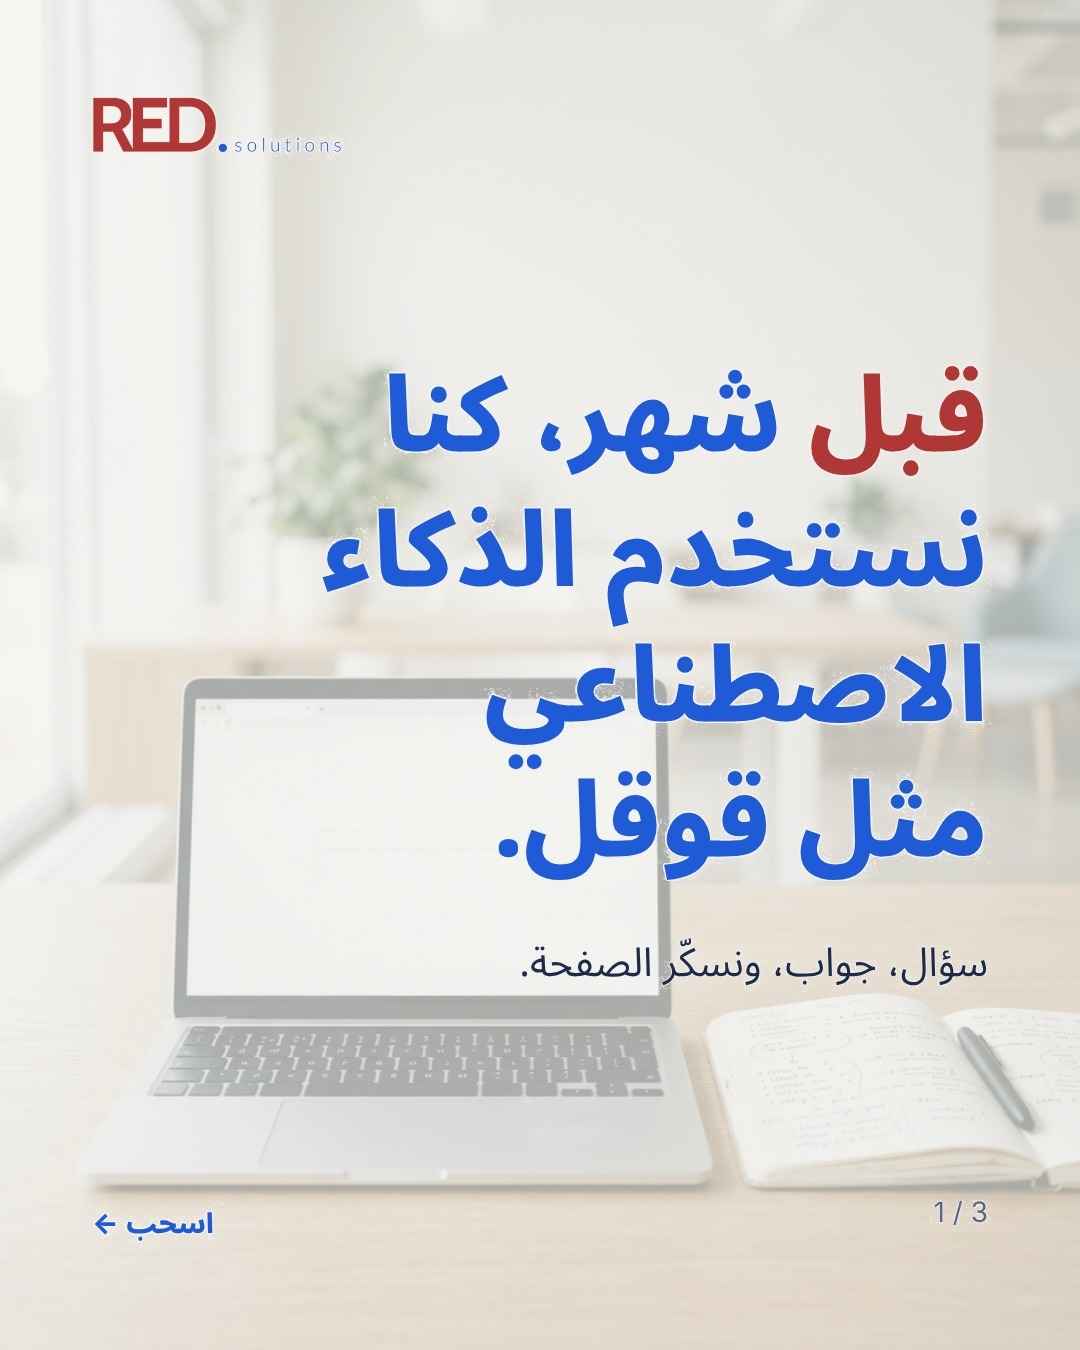 RED.solutions
قبل شهر، كنا
نستخدم الذكاء
الاصطناعي
مثل قوقل.
سؤال، جواب، ونسكّر الصفحة.
1 / 3
اسحب ←